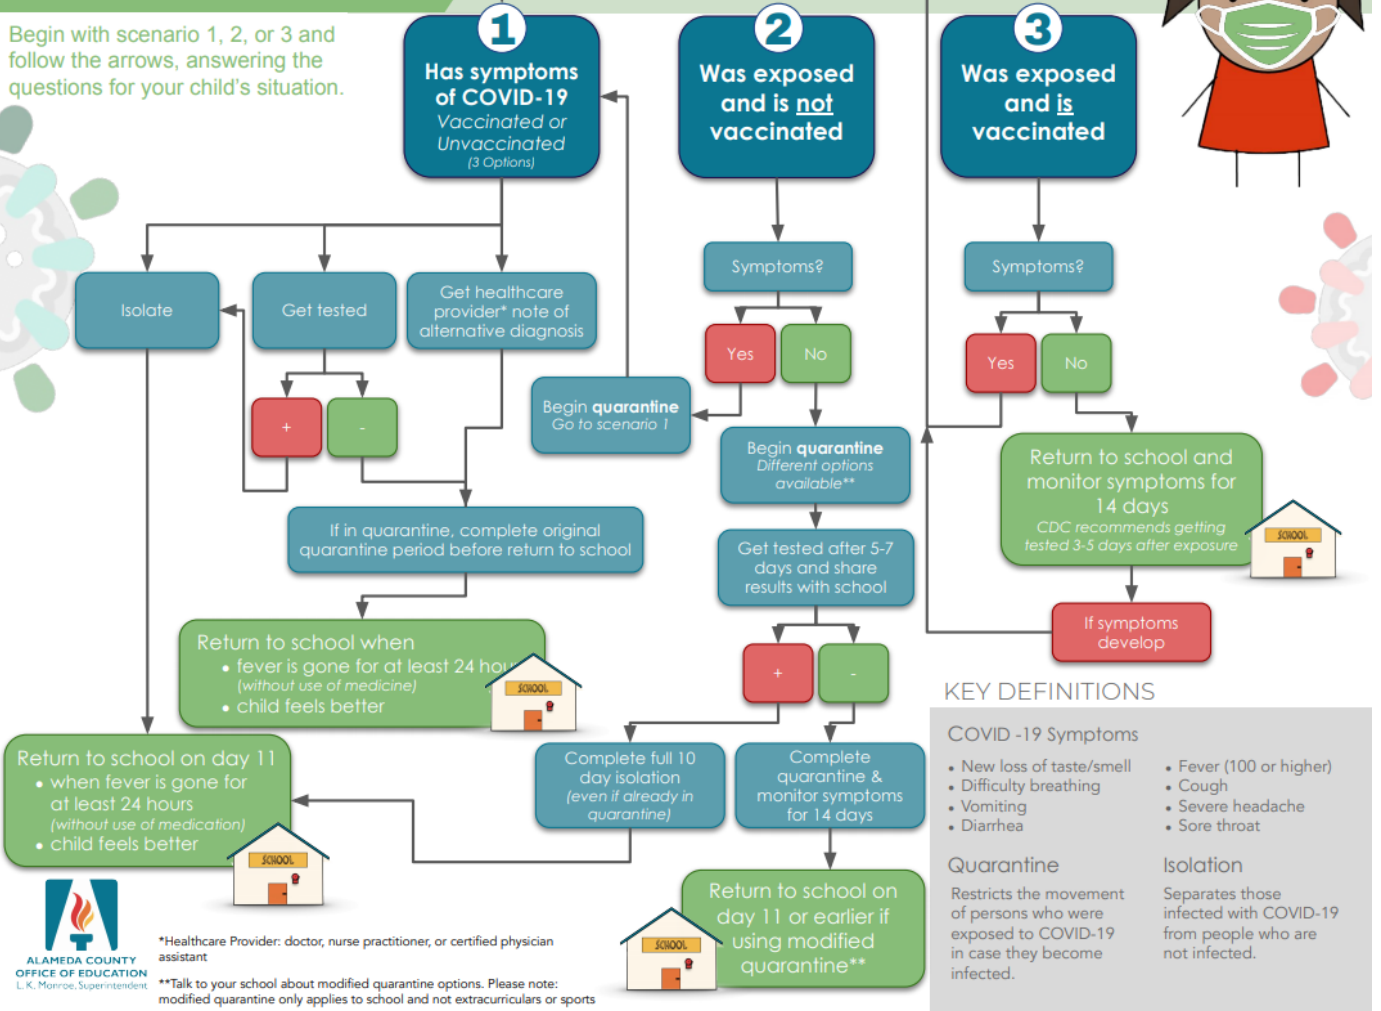 Begin with scenario 1, 2, or 3 and
follow the arrows, answering the
questions for your child's situation.
1
Has symptoms
of COVID-19
Vaccinated or
Unvaccinated
(3 Options)
2
Was exposed
and is not
vaccinated
3
Was exposed
and is
vaccinated
Isolate
Get tested
Get healthcare
provider* note of
alternative diagnosis
+
-
If in quarantine, complete original
quarantine period before return to school
Return to school when
• fever is gone for at least 24
(without use of medicine)
• child feels better
SCHOOL
Return to school on day 11
• when fever is gone for
at least 24 hours
(without use of medication)
• child feels better
SCHOOL
Symptoms?
Yes
No
Begin quarantine
Go to scenario 1
Begin quarantine
Different options
available**
Get tested after 5-7
days and share
results with school
+
-
Complete full 10
day isolation
(even if already in
quarantine)
Complete
quarantine &
monitor symptoms
for 14 days
Return to school on
day 11 or earlier if
using modified
quarantine**
SCHOOL
Symptoms?
Yes
No
Return to school and
monitor symptoms for
14 days
CDC recommends getting
tested 3-5 days after exposure
SCHOOL
If symptoms
develop
KEY DEFINITIONS
COVID -19 Symptoms
• New loss of taste/smell
• Difficulty breathing
• Vomiting
• Diarrhea
• Fever (100 or higher)
• Cough
• Severe headache
• Sore throat
Quarantine
Restricts the movement
of persons who were
exposed to COVID-19
in case they become
infected.
Isolation
Separates those
infected with COVID-19
from people who are
not infected.
ALAMEDA COUNTY
OFFICE OF EDUCATION
L. K. Monroe, Superintendent
*Healthcare Provider: doctor, nurse practitioner, or certified physician
assistant
**Talk to your school about modified quarantine options. Please note:
modified quarantine only applies to school and not extracurriculars or sports